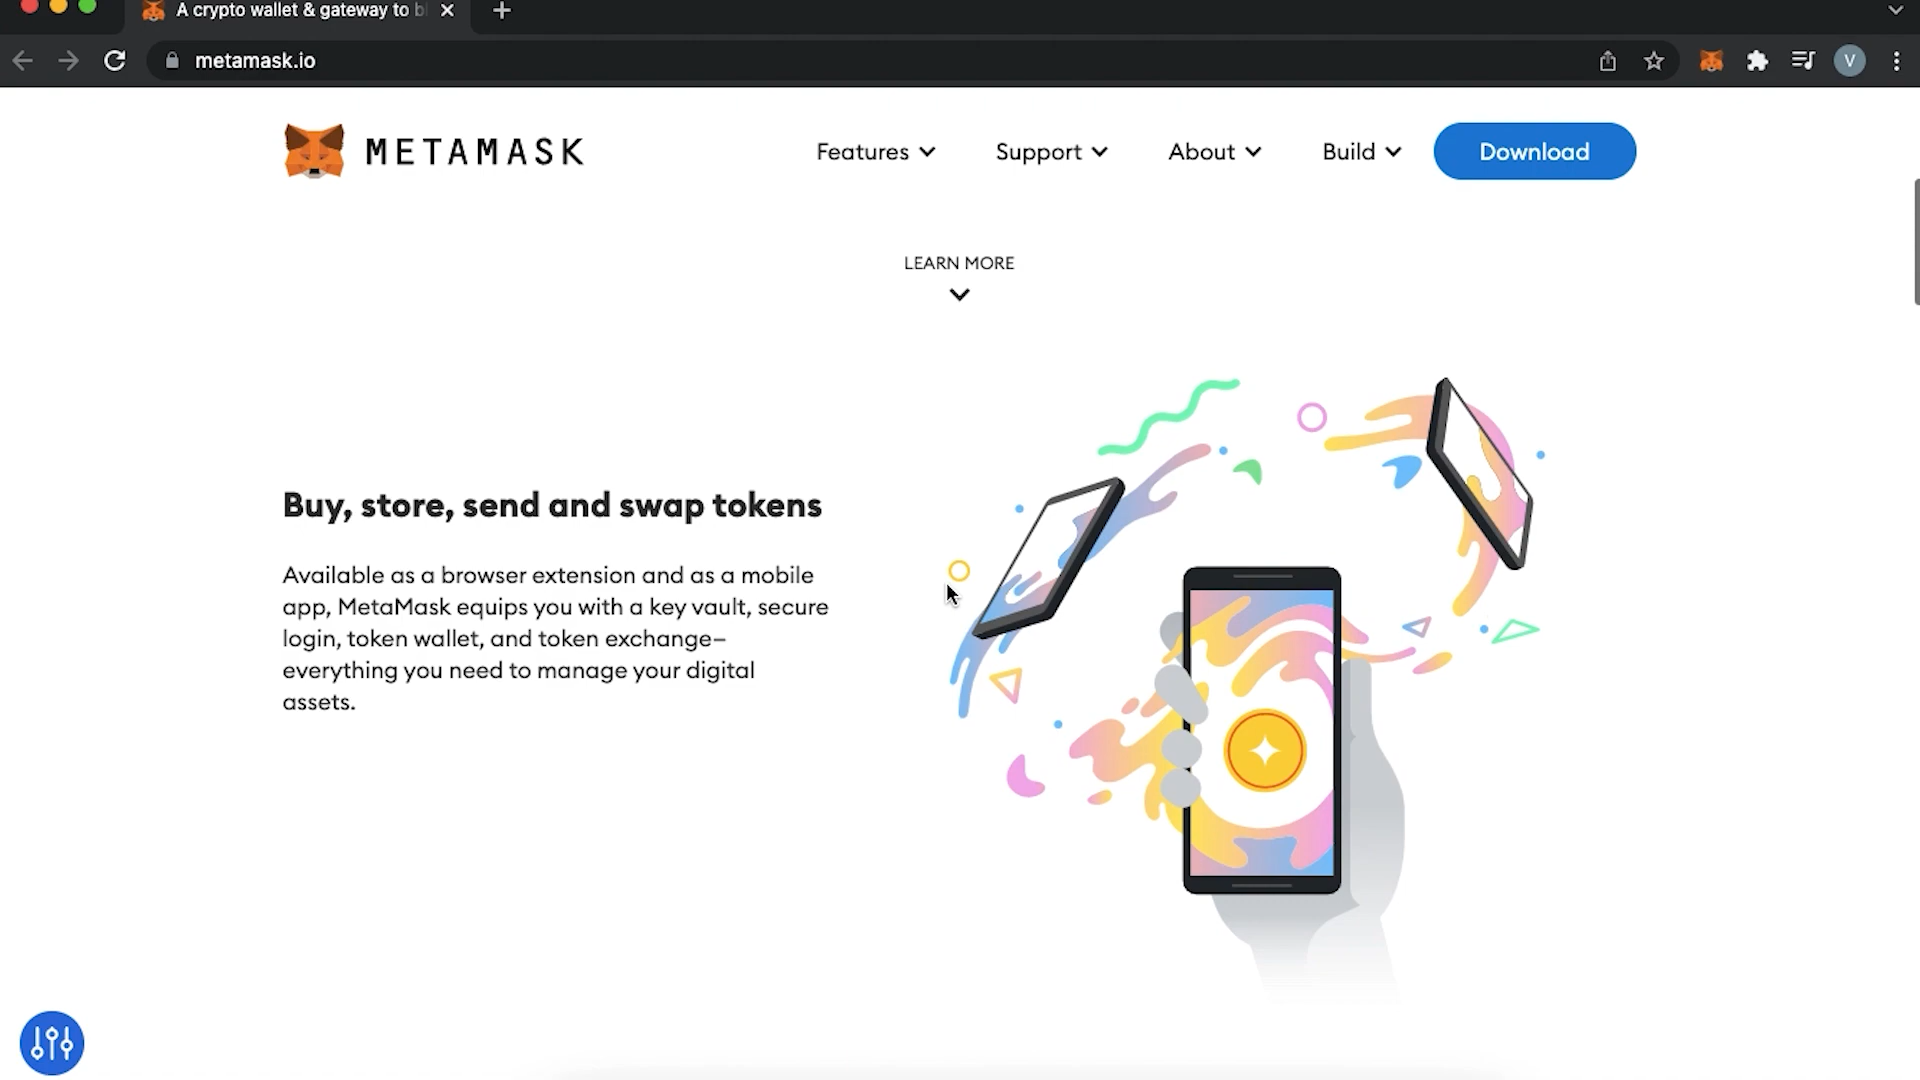 A crypto wallet & gateway to bl
metamask.io
V
METAMASK
Features
Support
About
Build
Download
LEARN MORE
Buy, store, send and swap tokens
Available as a browser extension and as a mobile
app, MetaMask equips you with a key vault, secure
login, token wallet, and token exchange–
everything you need to manage your digital
assets.